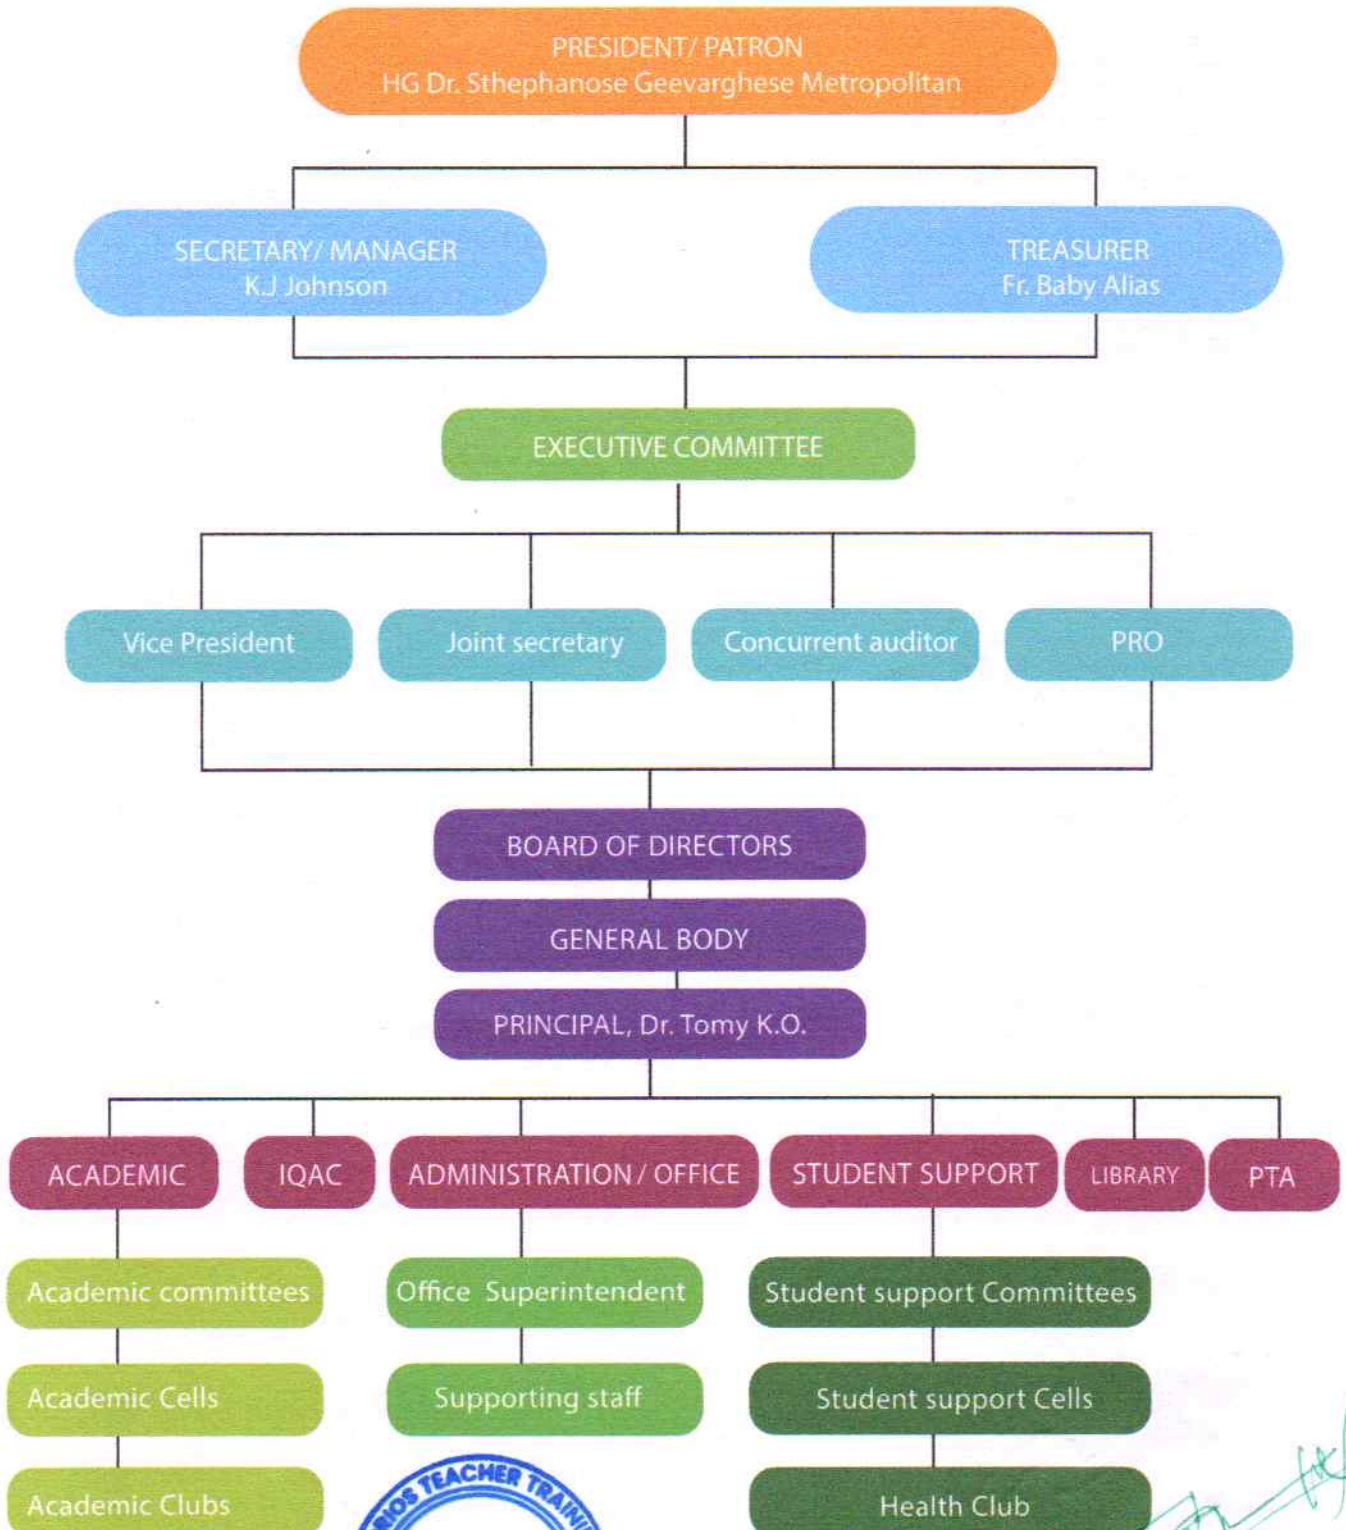 PRESIDENT/ PATRON
HG Dr. Sthephanose Geevarghese Metropolitan
SECRETARY/ MANAGER
K.J Johnson
TREASURER
Fr. Baby Alias
EXECUTIVE COMMITTEE
Vice President
Joint secretary
Concurrent auditor
PRO
BOARD OF DIRECTORS
GENERAL BODY
PRINCIPAL, Dr. Tomy K.O.
ACADEMIC
IQAC
ADMINISTRATION / OFFICE
STUDENT SUPPORT
LIBRARY
PTA
Academic committees
Office Superintendent
Student support Committees
Academic Cells
Supporting staff
Student support Cells
Academic Clubs
Health Club
TEACHER